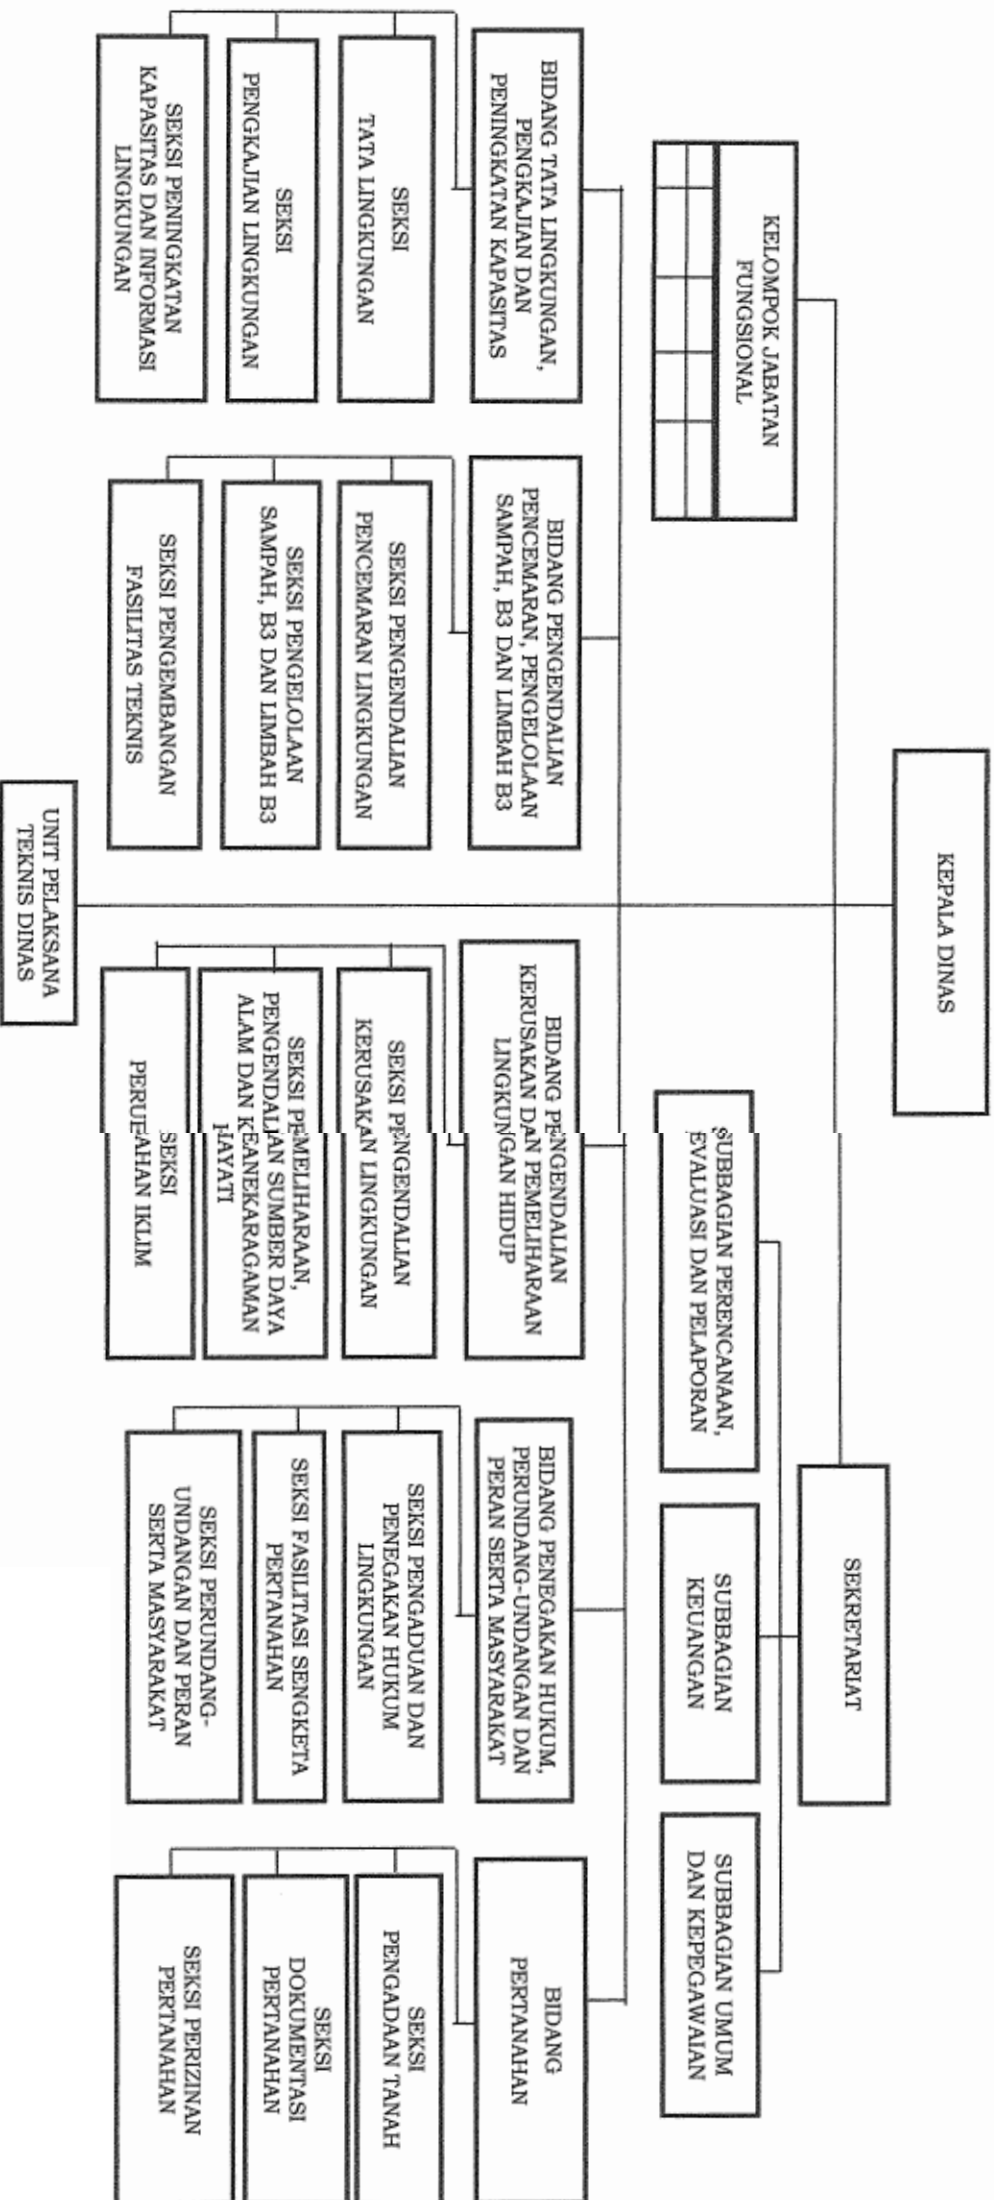 KEPALA DINAS
KELOMPOK JABATAN
FUNGSIONAL
SEKRETARIAT
SUBBAGIAN PERENCANAAN,
EVALUASI DAN PELAPORAN
SUBBAGIAN
KEUANGAN
SUBBAGIAN UMUM
DAN KEPEGAWAIAN
BIDANG TATA LINGKUNGAN,
PENGKAJIAN DAN
PENINGKATAN KAPASITAS
SEKSI
TATA LINGKUNGAN
SEKSI
PENGKAJIAN LINGKUNGAN
SEKSI PENINGKATAN
KAPASITAS DAN INFORMASI
LINGKUNGAN
BIDANG PENGENDALIAN
PENCEMARAN, PENGELOLAAN
SAMPAH, B3 DAN LIMBAH B3
SEKSI PENGENDALIAN
PENCEMARAN LINGKUNGAN
SEKSI PENGELOLAAN
SAMPAH, B3 DAN LIMBAH B3
SEKSI PENGEMBANGAN
FASILITAS TEKNIS
BIDANG PENGENDALIAN
KERUSAKAN DAN PEMELIHARAAN
LINGKUNGAN HIDUP
SEKSI PENGENDALIAN
KERUSAKAN LINGKUNGAN
SEKSI PEMELIHARAAN,
PENGENDALIAN SUMBER DAYA
ALAM DAN KEANEKARAGAMAN
HAYATI
SEKSI
PERUBAHAN IKLIM
BIDANG PENEGAKAN HUKUM,
PERUNDANG-UNDANGAN DAN
PERAN SERTA MASYARAKAT
SEKSI PENGADUAN DAN
PENEGAKAN HUKUM
LINGKUNGAN
SEKSI FASILITASI SENGKETA
PERTANAHAN
SEKSI PERUNDANG-
UNDANGAN DAN PERAN
SERTA MASYARAKAT
BIDANG
PERTANAHAN
SEKSI
PENGADAAN TANAH
SEKSI
DOKUMENTASI
PERTANAHAN
SEKSI PERIZINAN
PERTANAHAN
UNIT PELAKSANA
TEKNIS DINAS